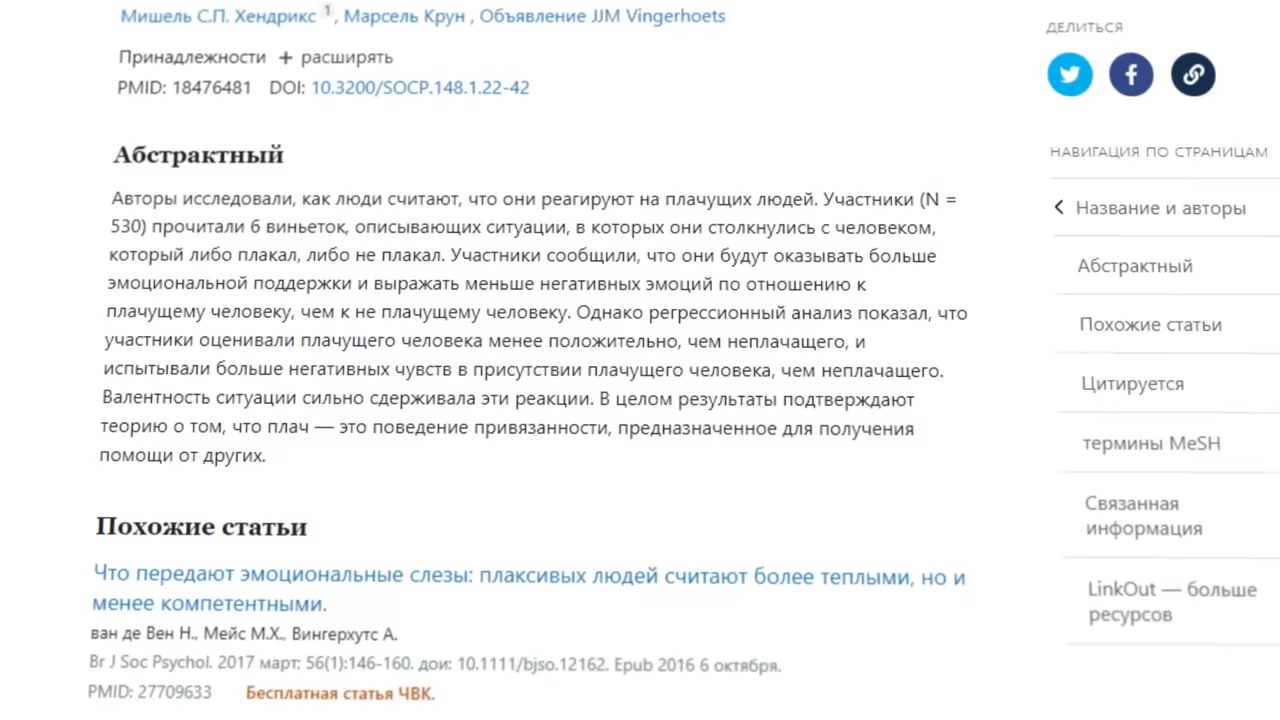 Мишель С.П. Хендрикс 1, Марсель Крун , Объявление JJM Vingerhoets
Принадлежности + расширять
PMID: 18476481 DOI: 10.3200/SOCP.148.1.22-42
Абстрактный
Авторы исследовали, как люди считают, что они реагируют на плачущих людей. Участники (N =
530) прочитали 6 виньеток, описывающих ситуации, в которых они столкнулись с человеком,
который либо плакал, либо не плакал. Участники сообщили, что они будут оказывать больше
эмоциональной поддержки и выражать меньше негативных эмоций по отношению к
плачущему человеку, чем к не плачущему человеку. Однако регрессионный анализ показал, что
участники оценивали плачущего человека менее положительно, чем неплачащего, и
испытывали больше негативных чувств в присутствии плачущего человека, чем неплачащего.
Валентность ситуации сильно сдерживала эти реакции. В целом результаты подтверждают
теорию о том, что плач — это поведение привязанности, предназначенное для получения
помощи от других.
Похожие статьи
Что передают эмоциональные слезы: плаксивых людей считают более теплыми, но и
менее компетентными.
ван де Вен Н., Мейс М.Х., Вингерхутс А.
Br J Soc Psychol. 2017 март; 56(1):146-160. дои: 10.1111/bjso.12162. Epub 2016 6 октября.
PMID: 27709633 Бесплатная статья ЧВК.
ДЕЛИТЬСЯ
НАВИГАЦИЯ ПО СТРАНИЦАМ
Название и авторы
Абстрактный
Похожие статьи
Цитируется
термины MeSH
Связанная
информация
LinkOut — больше
ресурсов